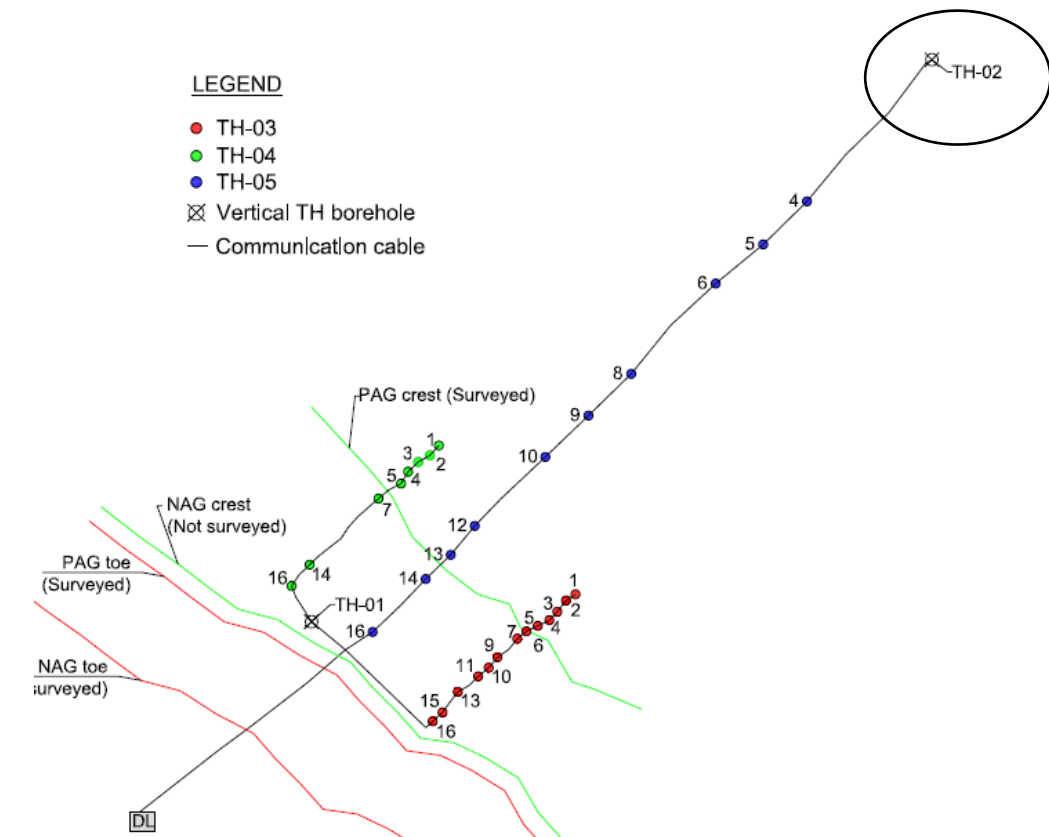 TH-02
LEGEND
TH-03
TH-04
TH-05
Vertical TH borehole
Communication cable
4
5
6
8
9
10
12
13
14
16
PAG crest (Surveyed)
1
2
3
4
5
7
14
16
NAG crest
(Not surveyed)
PAG toe
(Surveyed)
TH-01
1
2
3
4
5
6
7
9
10
11
13
15
16
NAG toe
surveyed)
DL